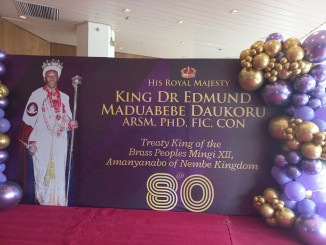 HIS ROYAL MAJESTY
KING DR EDMUND
MADUABEBE DAUKORU
ARSM, PHD, FIC, CON
Treaty King of the
Brass Peoples Mingi XII,
Amanyanabo of Nembe Kingdom
@
80